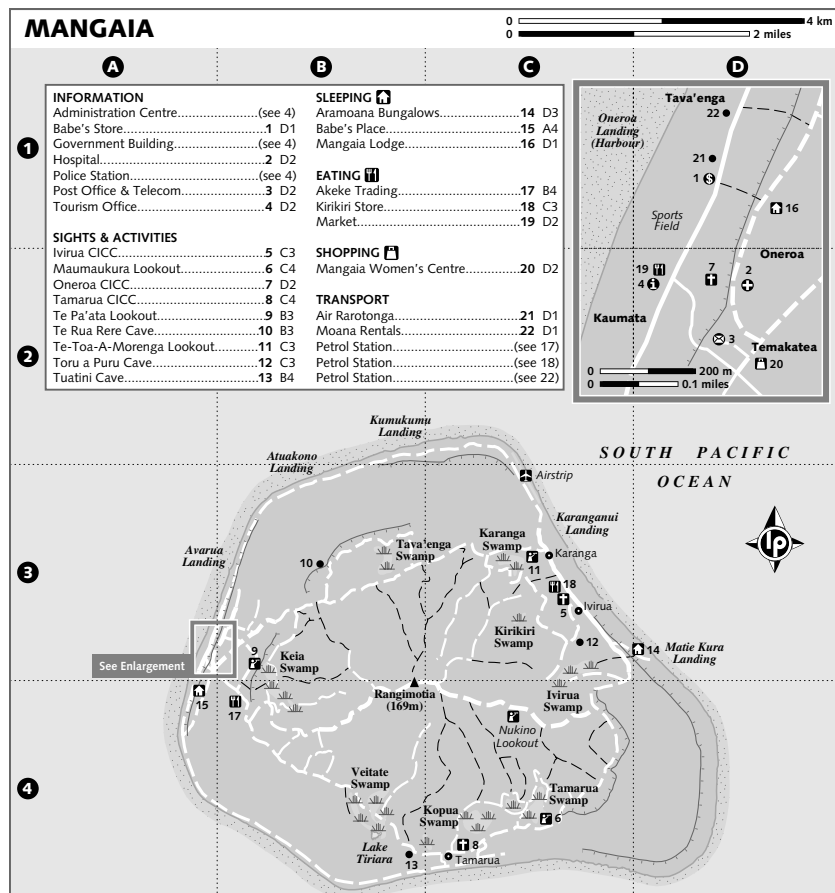 MANGAIA
0 4 km
0 2 miles
A B C D
1
2
3
4
INFORMATION
Administration Centre (see 4)
Babe's Store 1 D1
Government Building (see 4)
Hospital 2 D2
Police Station (see 4)
Post Office & Telecom 3 D2
Tourism Office 4 D2
SIGHTS & ACTIVITIES
Ivirua CICC 5 C3
Maumaukura Lookout 6 C4
Oneroa CICC 7 D2
Tamarua CICC 8 C4
Te Pa'ata Lookout 9 B3
Te Rua Rere Cave 10 B3
Te-Toa-A-Morenga Lookout 11 C3
Toru a Puru Cave 12 C3
Tuatini Cave 13 B4
SLEEPING
Aramoana Bungalows 14 D3
Babe's Place 15 A4
Mangaia Lodge 16 D1
EATING
Akeke Trading 17 B4
Kirikiri Store 18 C3
Market 19 D2
SHOPPING
Mangaia Women's Centre 20 D2
TRANSPORT
Air Rarotonga 21 D1
Moana Rentals 22 D1
Petrol Station (see 17)
Petrol Station (see 18)
Petrol Station (see 22)
Tava'enga
22
Oneroa
Landing
(Harbour)
21
1 $
16
Sports
Field
Oneroa
19
7
2
4 i
Kaumata
3
Temakatea
20
0 200 m
0 0.1 miles
Kumukumu
Landing
Atuakono
Landing
SOUTH PACIFIC
OCEAN
Airstrip
Karanganui
Landing
Avarua
Landing
Tava'enga
Swamp
Karanga
Swamp
Karanga
10
11
18
5
Ivirua
Kirikiri
Swamp
12
14
Matie Kura
Landing
lp
See Enlargement
9
Keia
Swamp
Rangimotia
(169m)
Ivirua
Swamp
15
17
Nukino
Lookout
Veitate
Swamp
Kopua
Swamp
Tamarua
Swamp
6
Lake
Tiriara
8
13
Tamarua